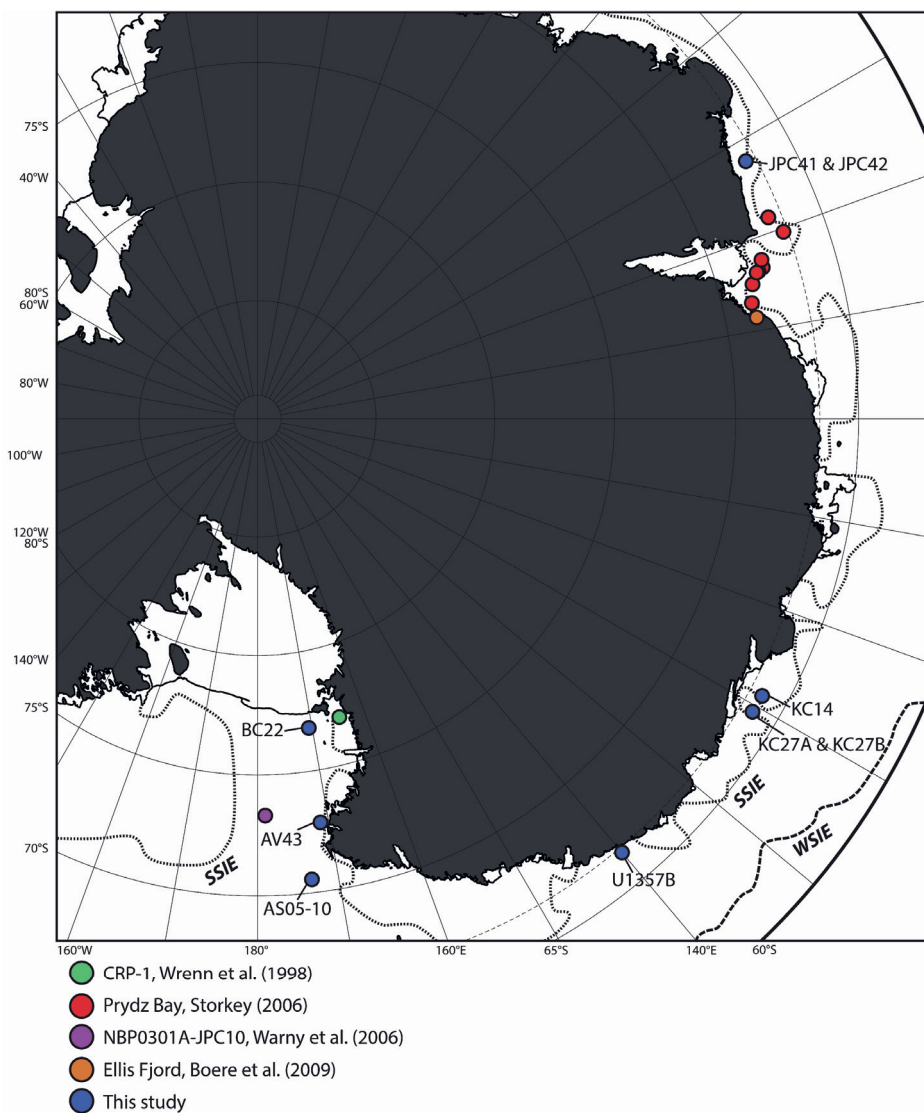 75°S
40°W
80°S
60°W
80°W
100°W
120°W
80°S
140°W
75°S
70°S
JPC41 & JPC42
KC14
KC27A & KC27B
BC22
AV43
AS05-10
U1357B
SSIE
SSIE
WSIE
160°W
180°
160°E
65°S
140°E
60°S
CRP-1, Wrenn et al. (1998)
Prydz Bay, Storkey (2006)
NBP0301A-JPC10, Warny et al. (2006)
Ellis Fjord, Boere et al. (2009)
This study